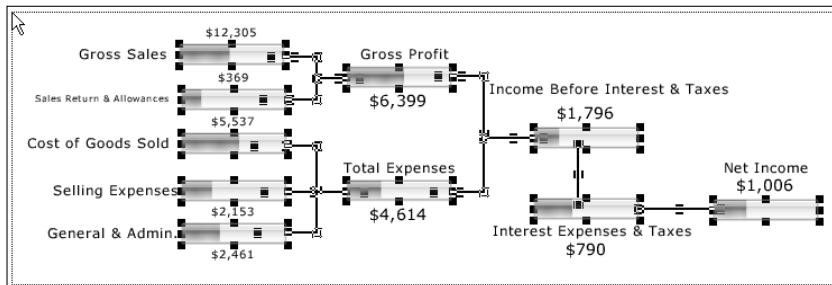 $12,305
Gross Sales
$369
Sales Return & Allowances
$5,537
Cost of Goods Sold
Selling Expenses
$2,153
General & Admin.
$2,461
Gross Profit
$6,399
Total Expenses
$4,614
Income Before Interest & Taxes
$1,796
Interest Expenses & Taxes
$790
Net Income
$1,006